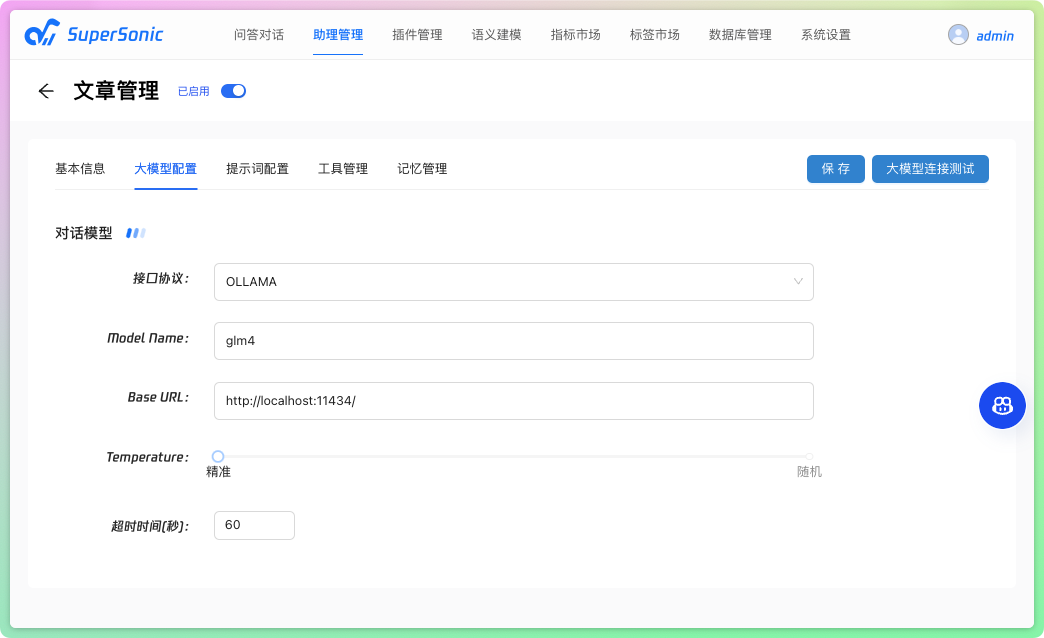 SuperSonic 问答对话 助理管理 插件管理 语义建模 指标市场 标签市场 数据库管理 系统设置 admin
文章管理 已启用
基本信息 大模型配置 提示词配置 工具管理 记忆管理 保 存 大模型连接测试
对话模型
接口协议: OLLAMA
Model Name: glm4
Base URL: http://localhost:11434/
Temperature:
精准 随机
超时时间(秒): 60